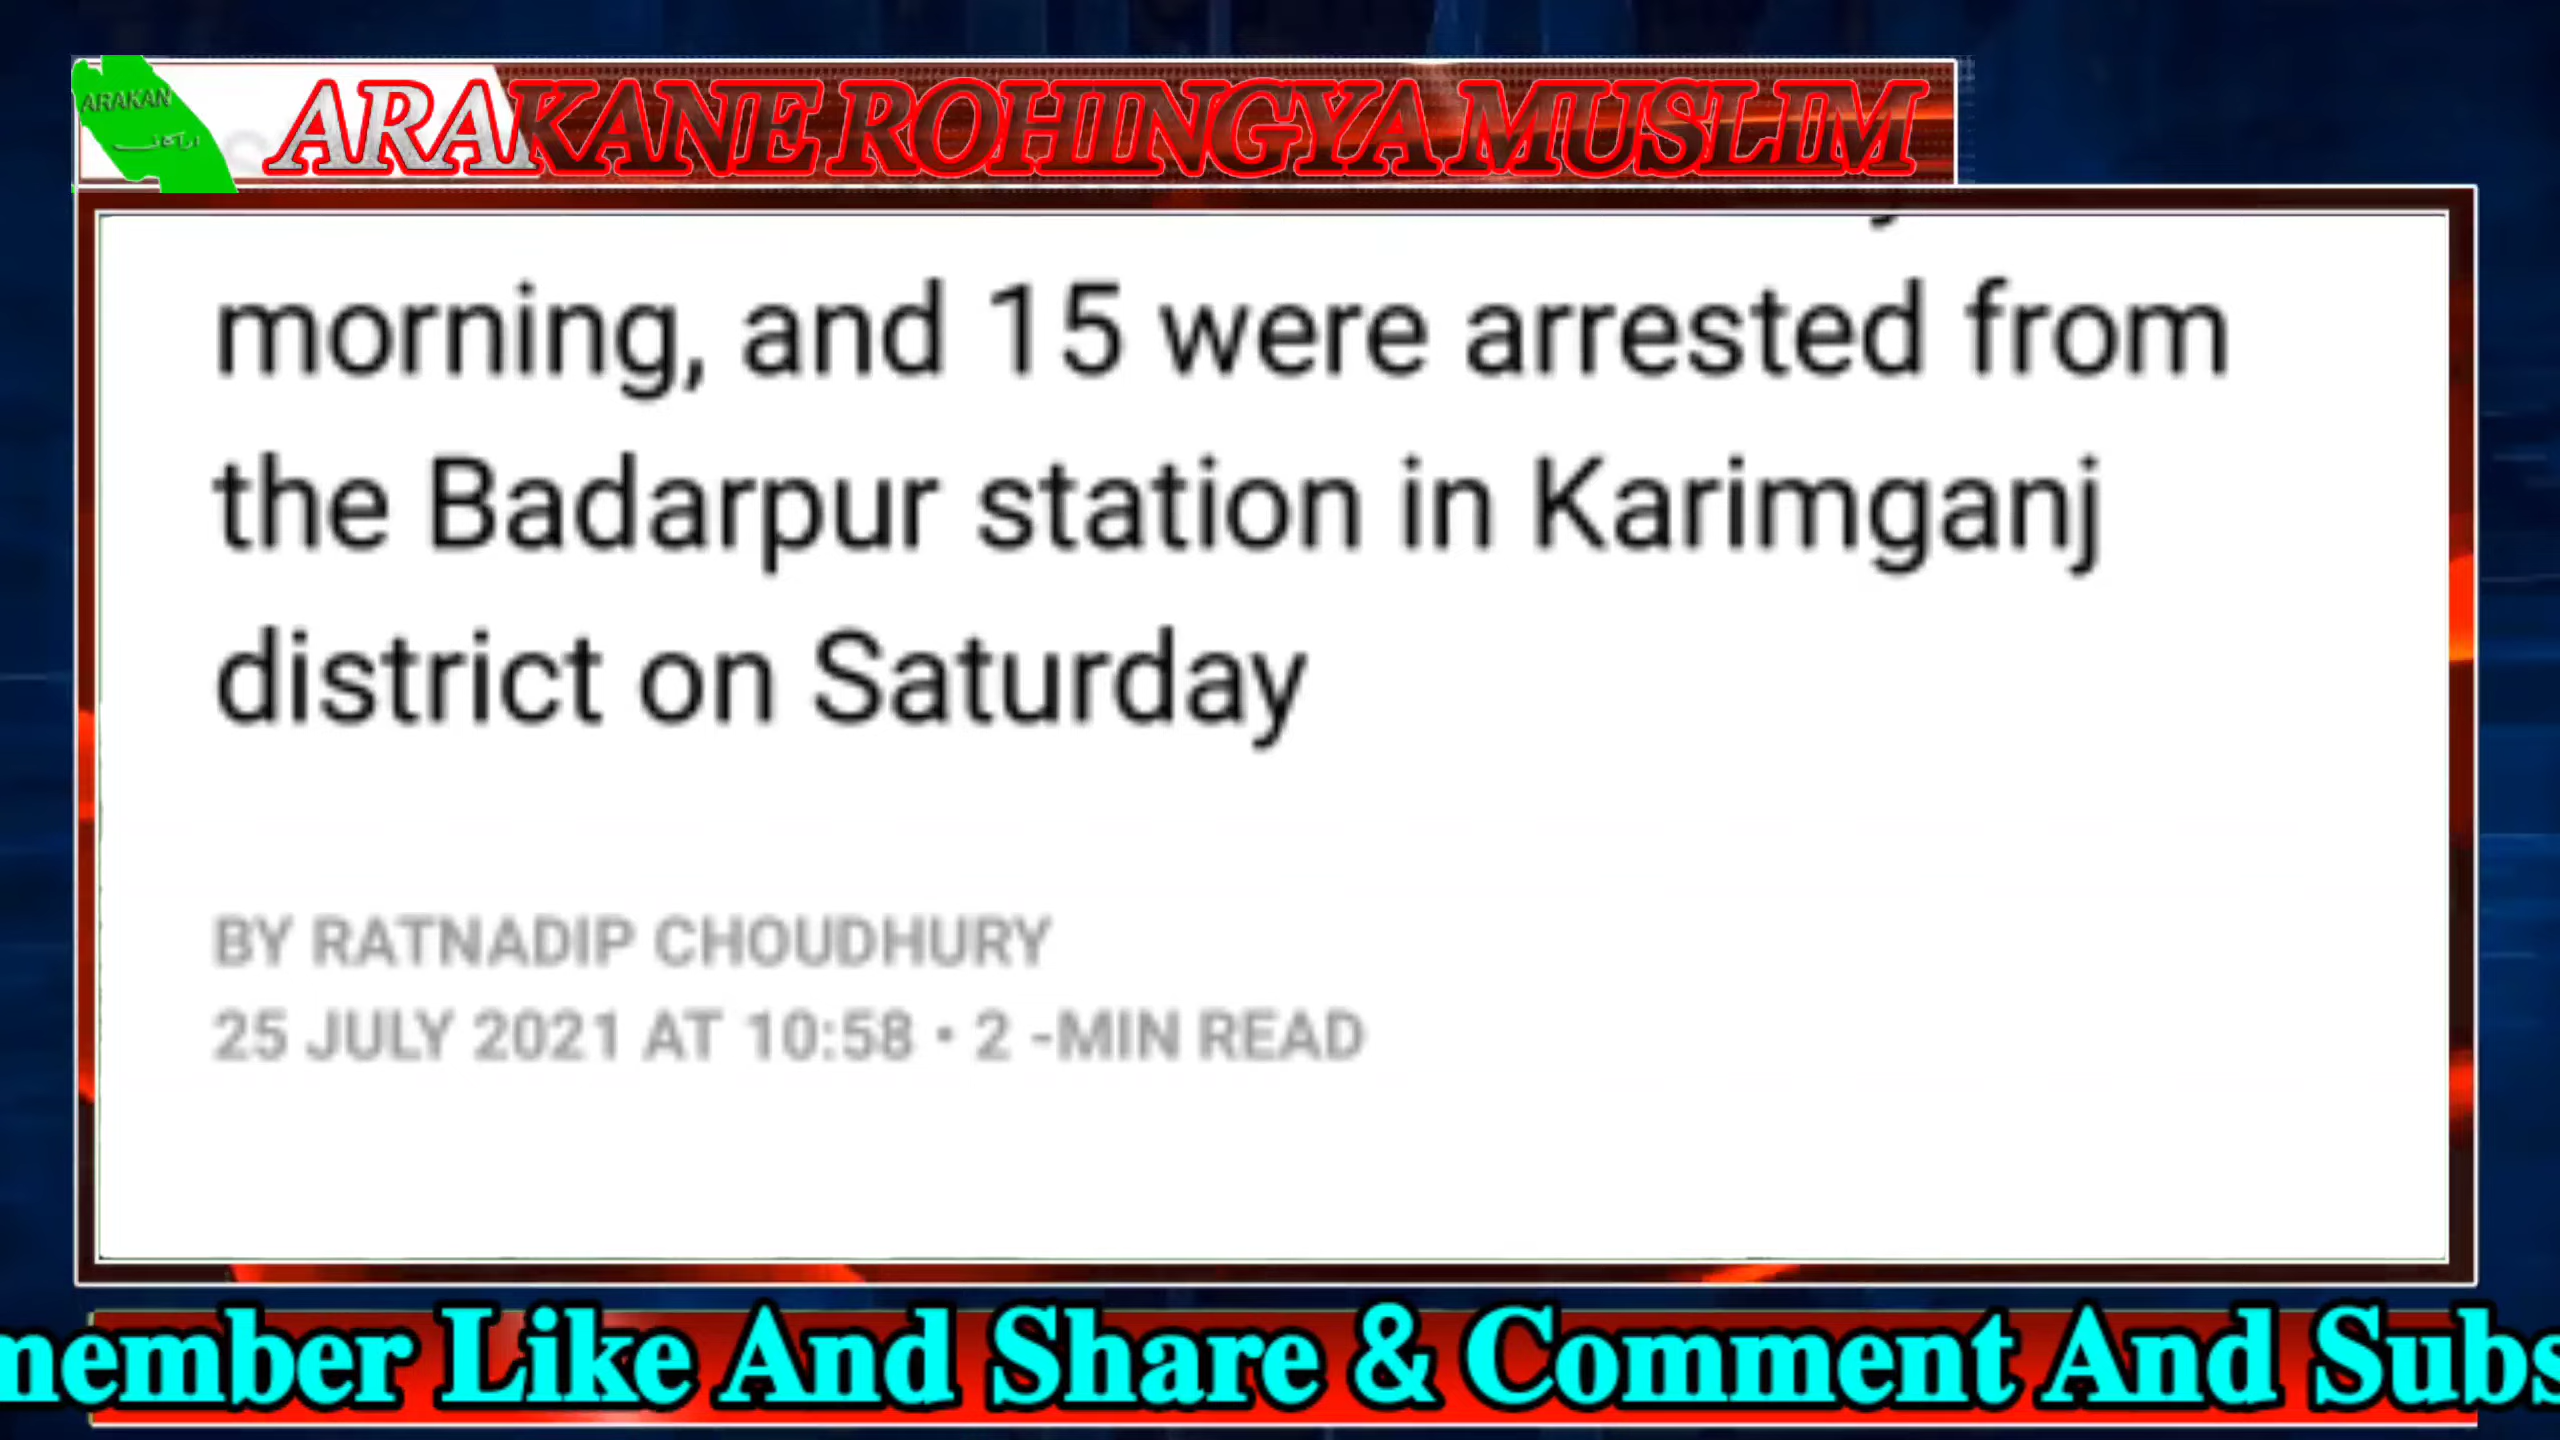 ARAKAN
اراكان
ARAKANE ROHINGYA MUSLIM
morning, and 15 were arrested from
the Badarpur station in Karimganj
district on Saturday
BY RATNADIP CHOUDHURY
25 JULY 2021 AT 10:58 • 2 -MIN READ
member Like And Share & Comment And Subs